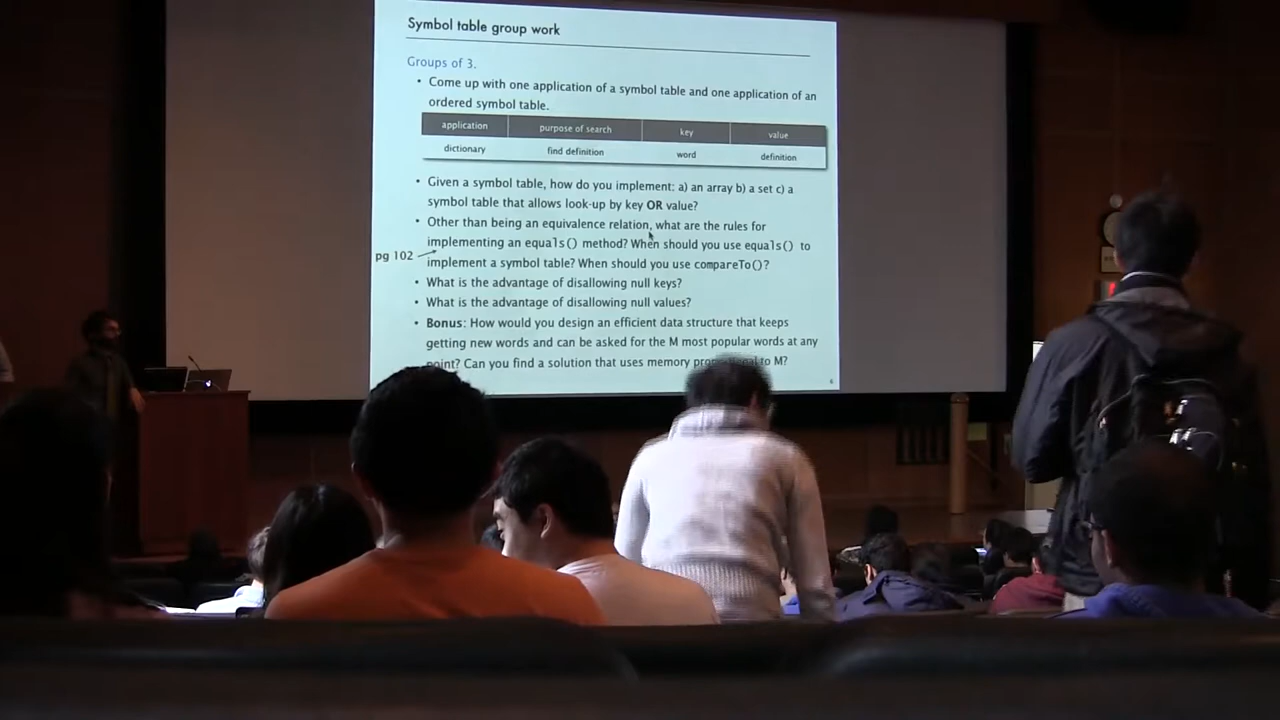 Symbol table group work
Groups of 3.
• Come up with one application of a symbol table and one application of an
ordered symbol table.
application purpose of search key value
dictionary find definition word definition
• Given a symbol table, how do you implement: a) an array b) a set c) a
symbol table that allows look-up by key OR value?
• Other than being an equivalence relation, what are the rules for
implementing an equals() method? When should you use equals() to
pg 102
implement a symbol table? When should you use compareTo()?
• What is the advantage of disallowing null keys?
• What is the advantage of disallowing null values?
• Bonus: How would you design an efficient data structure that keeps
getting new words and can be asked for the M most popular words at any
point? Can you find a solution that uses memory to M?